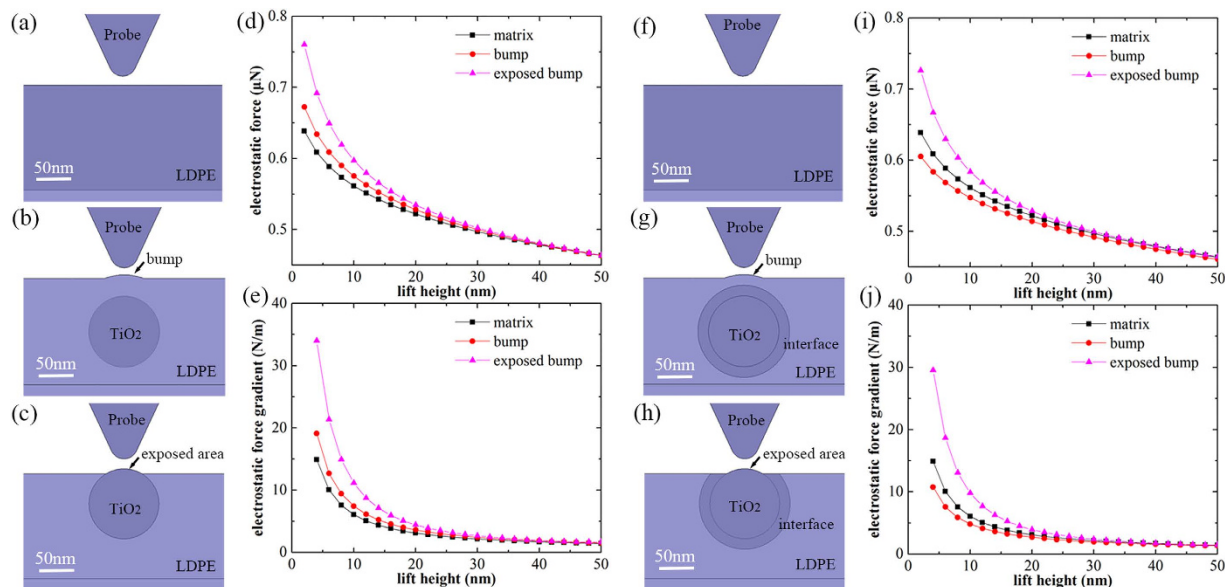 (a)
Probe
50nm
LDPE
(b)
Probe
bump
TiO2
50nm
LDPE
(c)
Probe
exposed area
TiO2
50nm
LDPE
(d)
electrostatic force (μN)
0.8
0.7
0.6
0.5
0 10 20 30 40 50
lift height (nm)
matrix
bump
exposed bump
(e)
electrostatic force gradient (N/m)
40
30
20
10
0
0 10 20 30 40 50
lift height (nm)
matrix
bump
exposed bump
(f)
Probe
50nm
LDPE
(g)
Probe
bump
TiO2
interface
50nm
LDPE
(h)
Probe
exposed area
TiO2
interface
50nm
LDPE
(i)
electrostatic force (μN)
0.8
0.7
0.6
0.5
0 10 20 30 40 50
lift height (nm)
matrix
bump
exposed bump
(j)
electrostatic force gradient (N/m)
40
30
20
10
0
0 10 20 30 40 50
lift height (nm)
matrix
bump
exposed bump